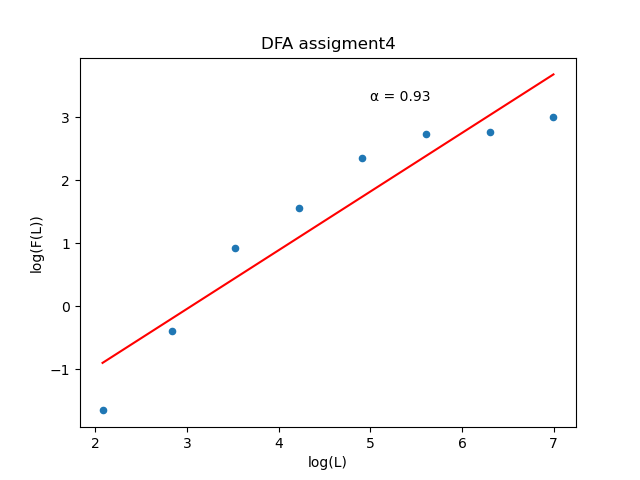 DFA assigment4
α = 0.93
3
2
1
0
−1
log(F(L))
2 3 4 5 6 7
log(L)